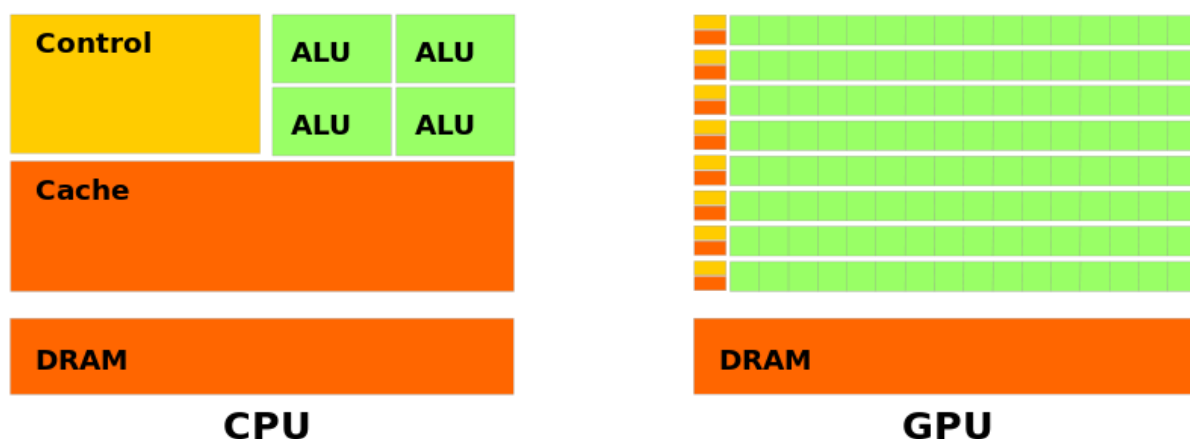 Control
ALU ALU
ALU ALU
Cache
DRAM
CPU
DRAM
GPU